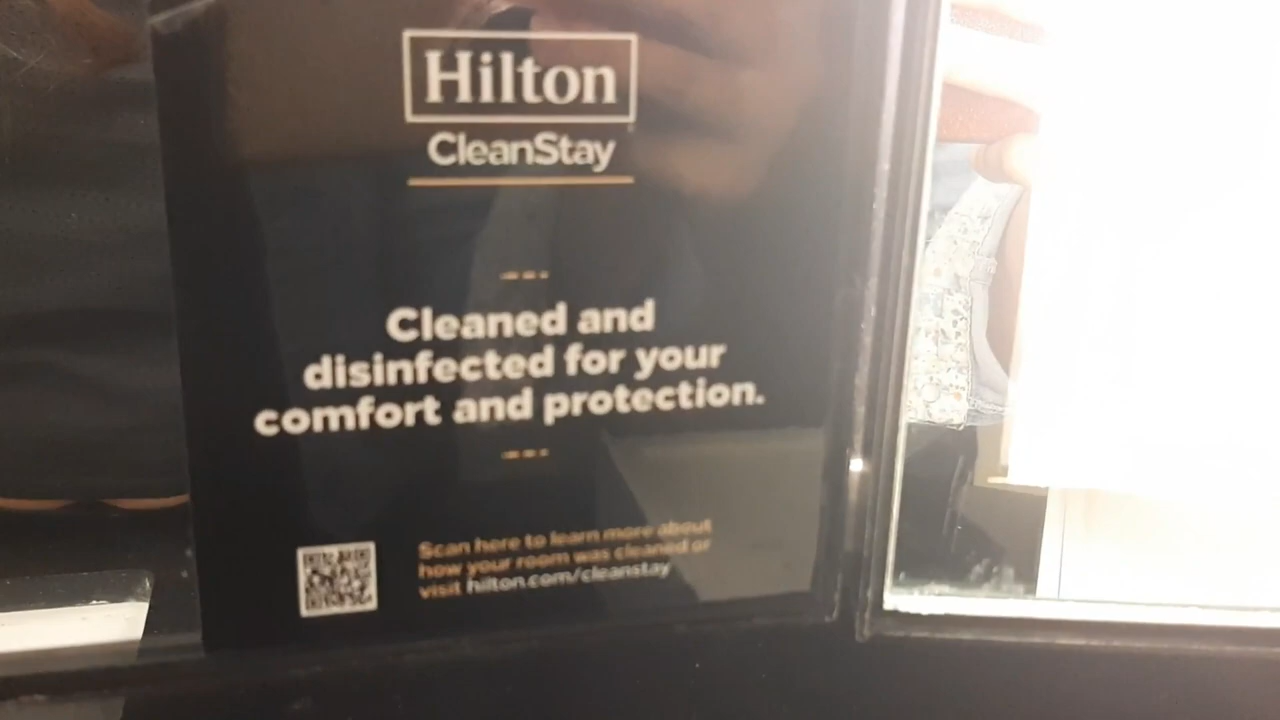 Hilton
CleanStay
Cleaned and
disinfected for your
comfort and protection.
Scan here to learn more about
how your room was cleaned or
visit hilton.com/cleanstay